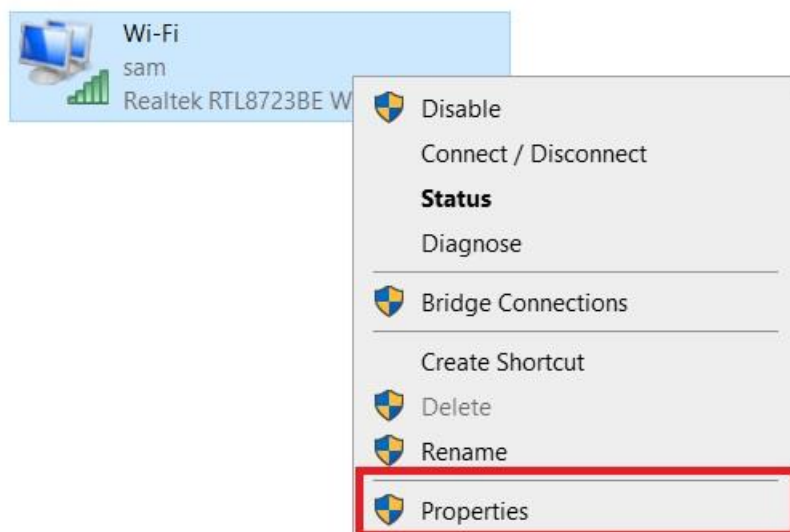 Wi-Fi
sam
Realtek RTL8723BE W
Disable
Connect / Disconnect
Status
Diagnose
Bridge Connections
Create Shortcut
Delete
Rename
Properties